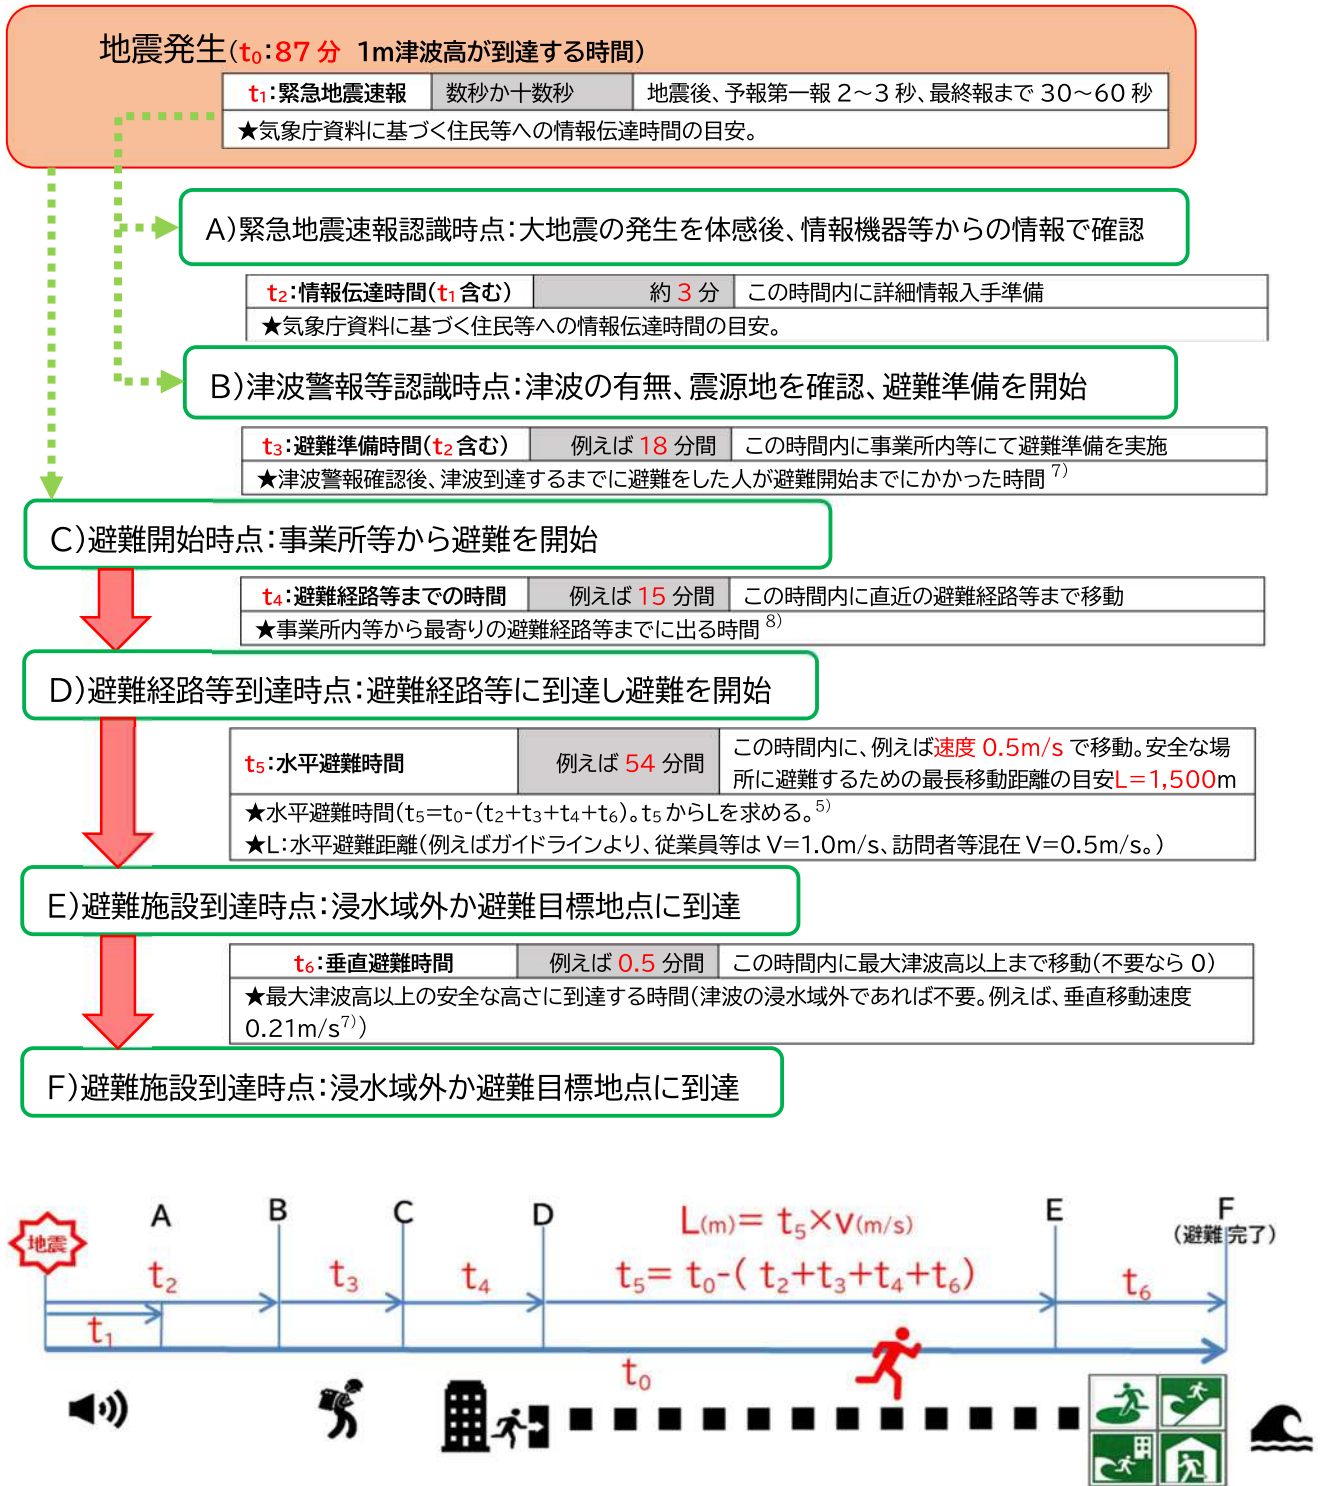 地震発生(t₀:87分 1m津波高が到達する時間)
t₁:緊急地震速報 数秒か十数秒 地震後、予報第一報2～3秒、最終報まで30～60秒
★気象庁資料に基づく住民等への情報伝達時間の目安。
A)緊急地震速報認識時点:大地震の発生を体感後、情報機器等からの情報で確認
t₂:情報伝達時間(t₁含む) 約3分 この時間内に詳細情報入手準備
★気象庁資料に基づく住民等への情報伝達時間の目安。
B)津波警報等認識時点:津波の有無、震源地を確認、避難準備を開始
t₃:避難準備時間(t₂含む) 例えば18分間 この時間内に事業所内等にて避難準備を実施
★津波警報確認後、津波到達するまでに避難をした人が避難開始までにかかった時間7)
C)避難開始時点:事業所等から避難を開始
t₄:避難経路等までの時間 例えば15分間 この時間内に直近の避難経路等まで移動
★事業所内等から最寄りの避難経路等までに出る時間8)
D)避難経路等到達時点:避難経路等に到達し避難を開始
t₅:水平避難時間 例えば54分間 この時間内に、例えば速度0.5m/sで移動。安全な場
所に避難するための最長移動距離の目安L=1,500m
★水平避難時間(t₅=t₀-(t₂+t₃+t₄+t₆)。t₅からLを求める。5)
★L:水平避難距離(例えばガイドラインより、従業員等はV=1.0m/s、訪問者等混在V=0.5m/s。)
E)避難施設到達時点:浸水域外か避難目標地点に到達
t₆:垂直避難時間 例えば0.5分間 この時間内に最大津波高以上まで移動(不要なら0)
★最大津波高以上の安全な高さに到達する時間(津波の浸水域外であれば不要。例えば、垂直移動速度
0.21m/s7))
F)避難施設到達時点:浸水域外か避難目標地点に到達
A B C D L(m)= t₅×v(m/s) E F
地震 (避難完了)
t₂ t₃ t₄ t₅= t₀-( t₂+t₃+t₄+t₆) t₆
t₁
t₀